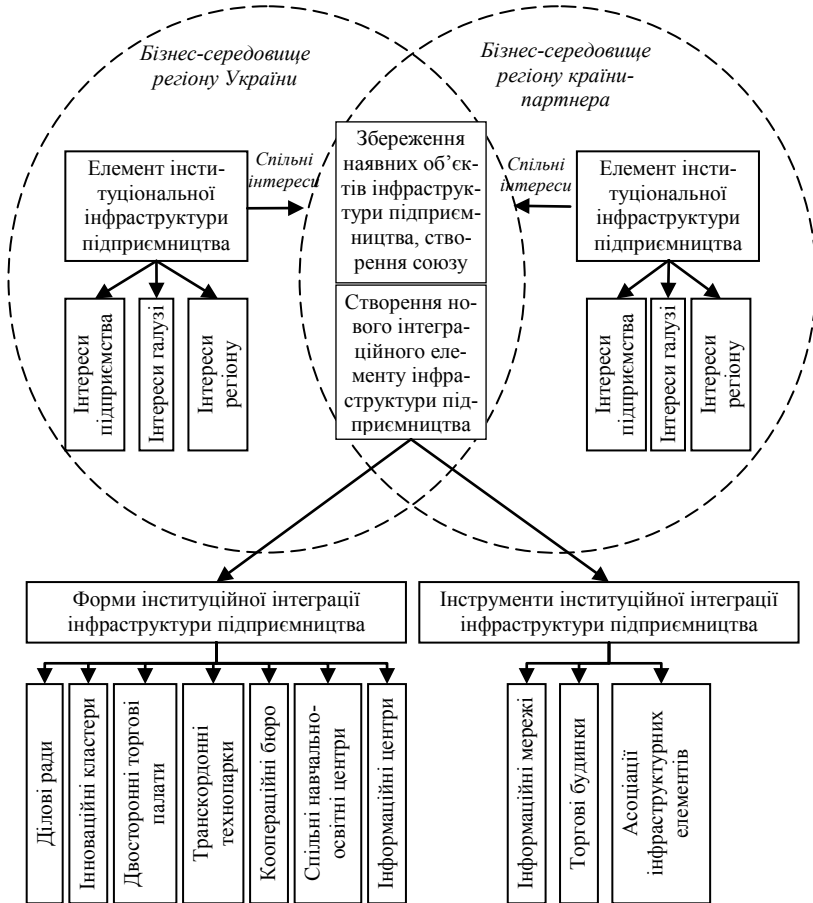 Бізнес-середовище
регіону України
Бізнес-середовище
регіону країни-
партнера
Елемент інсти-
туціональної
інфраструктури
підприємництва
Спільні
інтереси
Збереження
наявних об’єк-
тів інфраструк-
тури підприєм-
ництва, ство-
рення союзу
Спільні
інтереси
Елемент інсти-
туціональної
інфраструктури
підприємництва
Створення но-
вого інтегра-
ційного еле-
менту інфра-
структури під-
приємництва
Інтереси
підприємства
Інтереси галузі
Інтереси
регіону
Інтереси
підприємства
Інтереси галузі
Інтереси
регіону
Форми інституційної інтеграції
інфраструктури підприємництва
Інструменти інституційної інтеграції
інфраструктури підприємництва
Ділові ради
Інноваційні кластери
Двосторонні торгові
палати
Транскордонні
технопарки
Коопераційні бюро
Спільні навчально-
освітні центри
Інформаційні центри
Інформаційні мережі
Торгові будинки
Асоціації
інфраструктурних
елементів